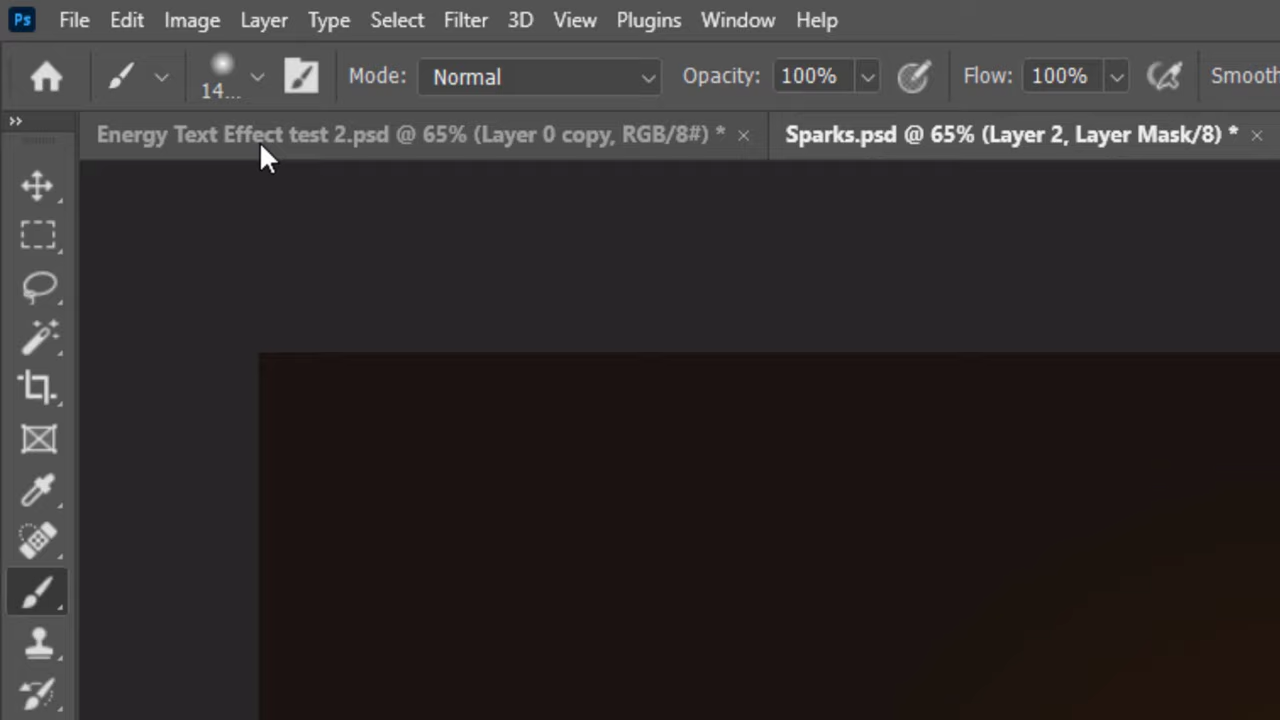 Ps File Edit Image Layer Type Select Filter 3D View Plugins Window Help
14... Mode: Normal Opacity: 100% Flow: 100% Smooth
Energy Text Effect test 2.psd @ 65% (Layer 0 copy, RGB/8#) * × Sparks.psd @ 65% (Layer 2, Layer Mask/8) * ×